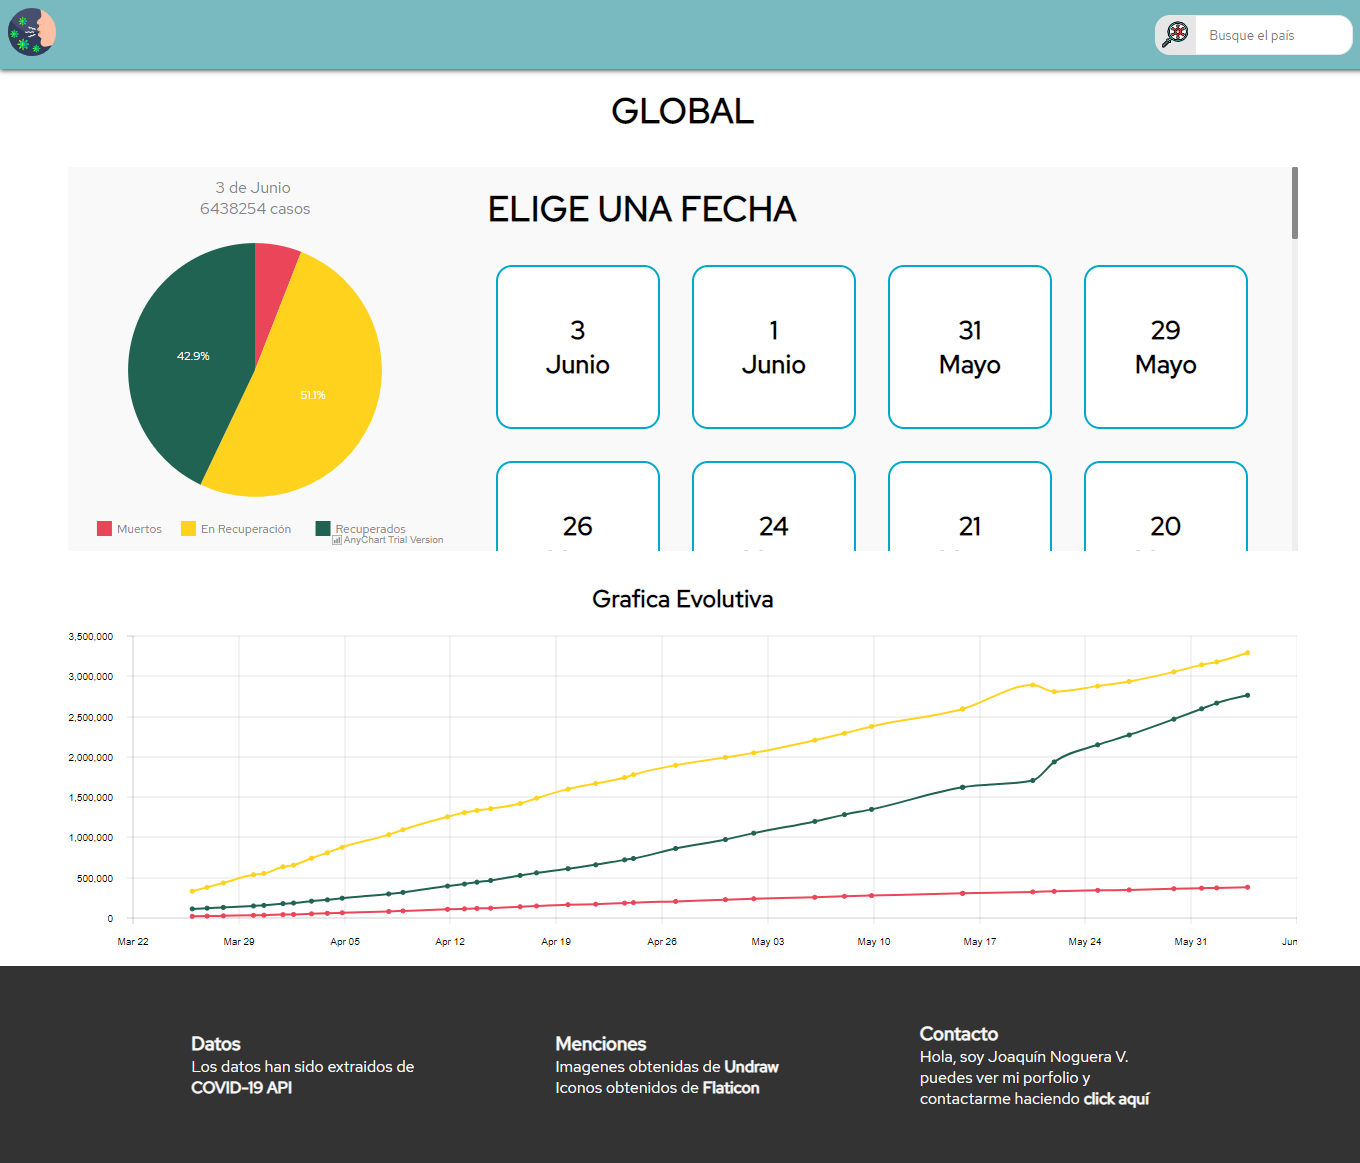 Busque el país
GLOBAL
3 de Junio
6438254 casos
42.9%
51.1%
Muertos
En Recuperación
Recuperados
AnyChart Trial Version
ELIGE UNA FECHA
3
Junio
1
Junio
31
Mayo
29
Mayo
26
24
21
20
Grafica Evolutiva
3,500,000
3,000,000
2,500,000
2,000,000
1,500,000
1,000,000
500,000
0
Mar 22
Mar 29
Apr 05
Apr 12
Apr 19
Apr 26
May 03
May 10
May 17
May 24
May 31
Jun
Datos
Los datos han sido extraidos de
COVID-19 API
Menciones
Imagenes obtenidas de Undraw
Iconos obtenidos de Flaticon
Contacto
Hola, soy Joaquín Noguera V.
puedes ver mi porfolio y
contactarme haciendo click aquí